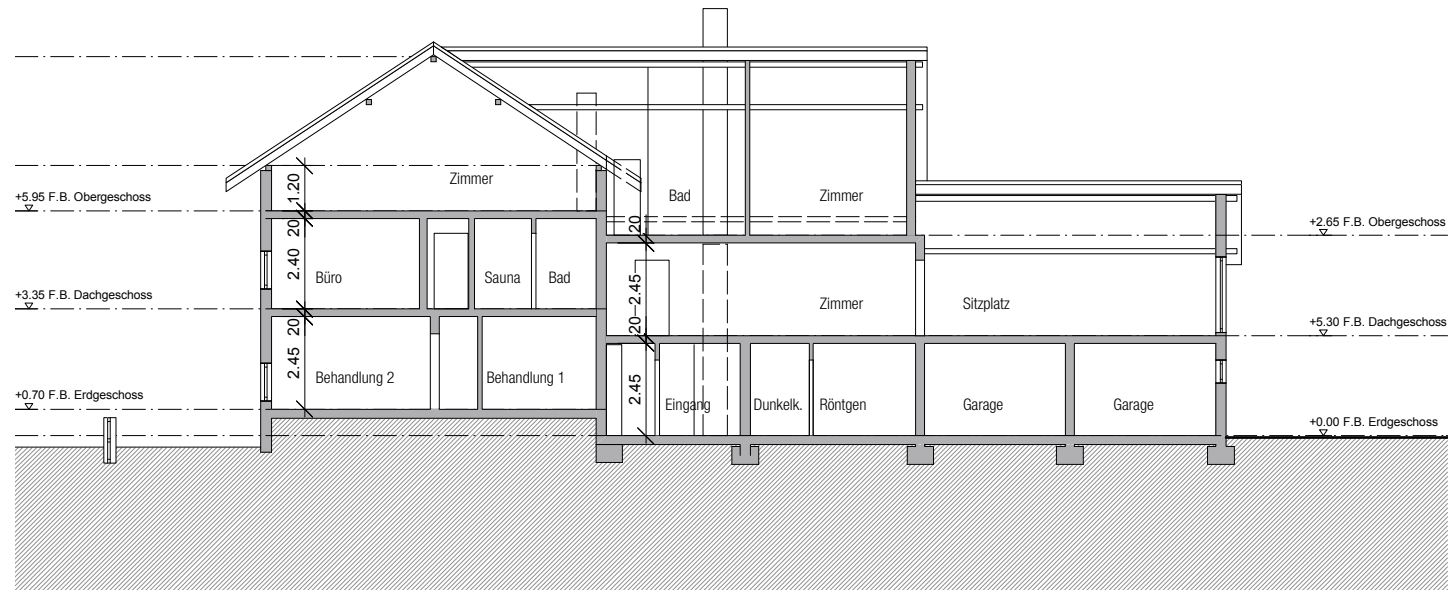 Zimmer
+5.95 F.B. Obergeschoss
1.20
Bad
Zimmer
+2.65 F.B. Obergeschoss
20
20
2.40
Büro
Sauna
Bad
+3.35 F.B. Dachgeschoss
20–2.45
Zimmer
Sitzplatz
+5.30 F.B. Dachgeschoss
20
2.45
Behandlung 2
Behandlung 1
+0.70 F.B. Erdgeschoss
2.45
Eingang
Dunkelk.
Röntgen
Garage
Garage
+0.00 F.B. Erdgeschoss